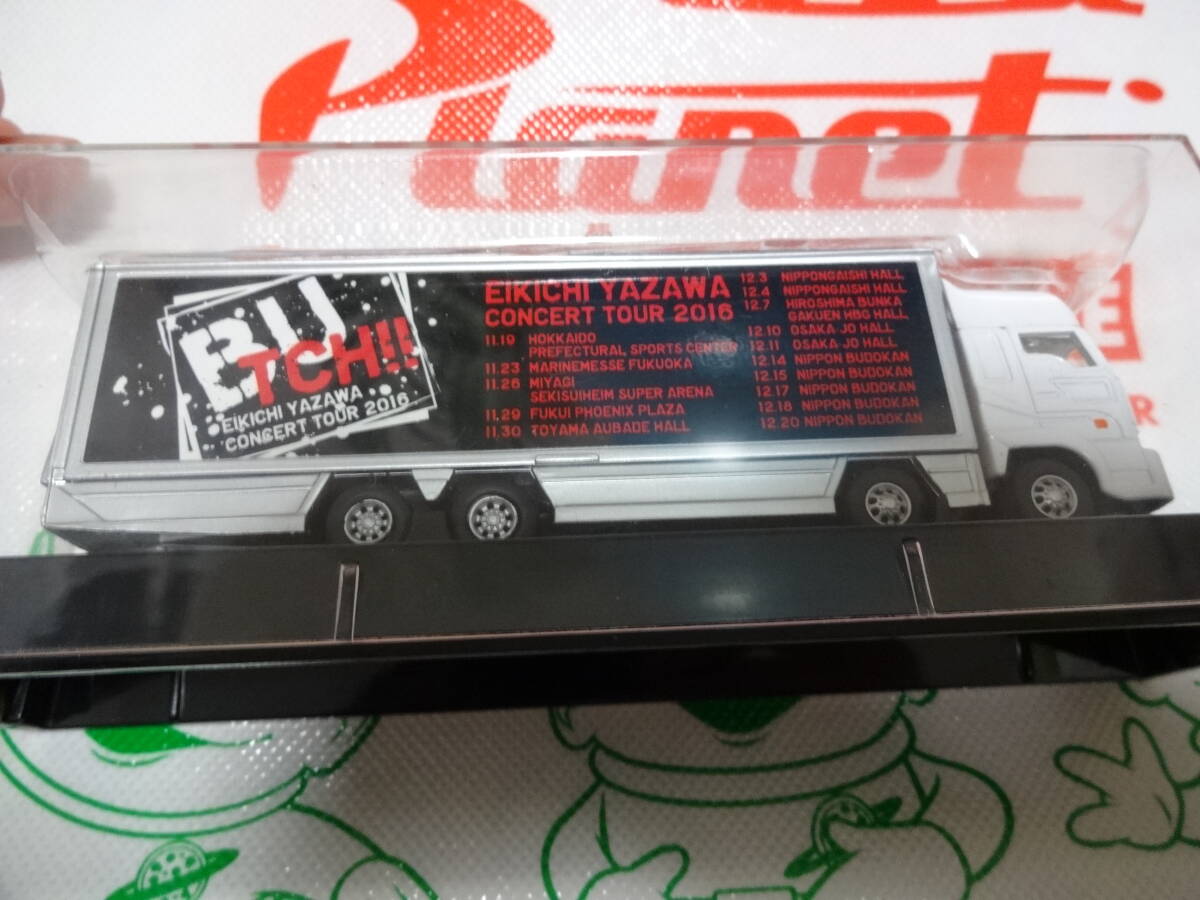 Planet
BU
TCH!!
EIKICHI YAZAWA
CONCERT TOUR 2016
EIKICHI YAZAWA
CONCERT TOUR 2016
11.19 HOKKAIDO
PREFECTURAL SPORTS CENTER
11.23 MARINEMESSE FUKUOKA
11.26 MIYAGI
SEKISUIHEIM SUPER ARENA
11.29 FUKUI PHOENIX PLAZA
11.30 TOYAMA AUBADE HALL
12.3 NIPPONGAISHI HALL
12.4 NIPPONGAISHI HALL
12.7 HIROSHIMA BUNKA
GAKUEN HBG HALL
12.10 OSAKA-JO HALL
12.11 OSAKA-JO HALL
12.14 NIPPON BUDOKAN
12.15 NIPPON BUDOKAN
12.17 NIPPON BUDOKAN
12.18 NIPPON BUDOKAN
12.20 NIPPON BUDOKAN